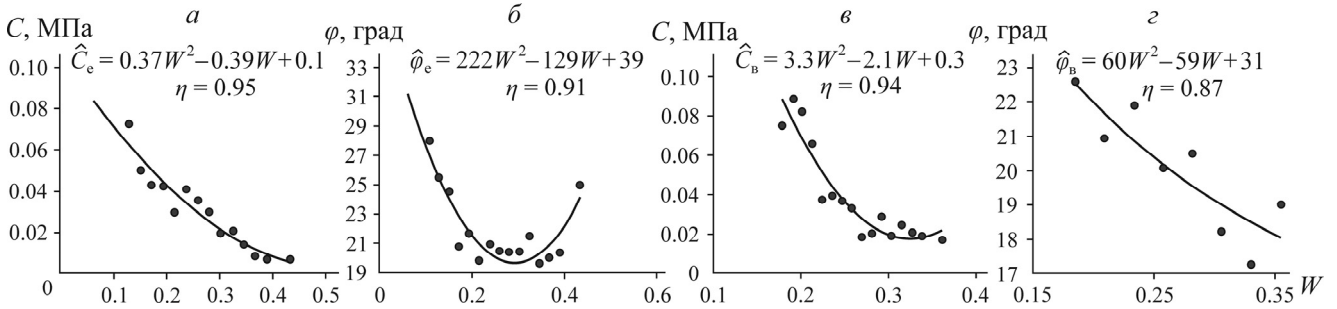 а
C, МПа
Ĉе = 0.37W²−0.39W+0.1
η = 0.95
0.10
0.08
0.06
0.04
0.02
0
0.1
0.2
0.3
0.4
0.5
б
φ, град
φ̂е = 222W²−129W+39
η = 0.91
33
31
29
27
25
23
21
19
0
0.2
0.4
0.6
в
C, МПа
Ĉв = 3.3W²−2.1W+0.3
η = 0.94
0.10
0.08
0.06
0.04
0.02
0
0.1
0.2
0.3
0.4
г
φ, град
φ̂в = 60W²−59W+31
η = 0.87
23
22
21
20
19
18
17
0.15
0.25
0.35
W